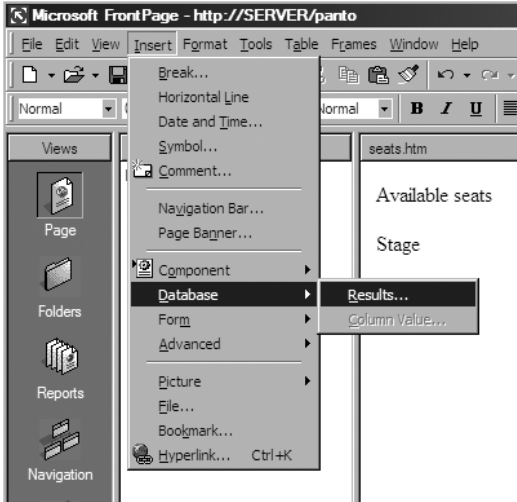 Microsoft FrontPage - http://SERVER/panto
File Edit View Insert Format Tools Table Frames Window Help
Normal
Normal
B I U
Views
Page
Folders
Reports
Navigation
Break...
Horizontal Line
Date and Time...
Symbol...
Comment...
Navigation Bar...
Page Banner...
Component
Database
Form
Advanced
Picture
File...
Bookmark...
Hyperlink... Ctrl+K
Results...
Column Value...
seats.htm
Available seats
Stage